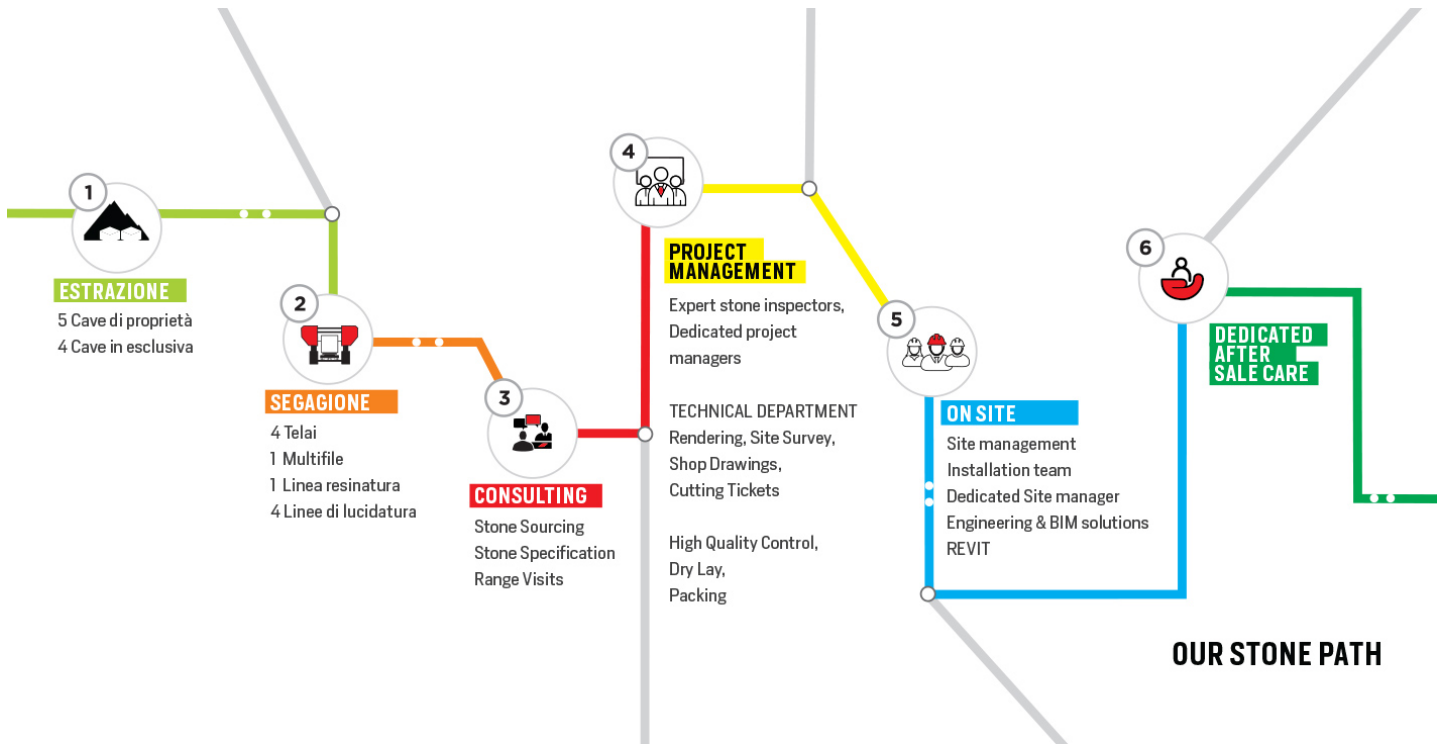 1
ESTRAZIONE
5 Cave di proprietà
4 Cave in esclusiva
2
SEGAGIONE
4 Telai
1 Multifile
1 Linea resinatura
4 Linee di lucidatura
3
CONSULTING
Stone Sourcing
Stone Specification
Range Visits
4
PROJECT
MANAGEMENT
Expert stone inspectors,
Dedicated project
managers
TECHNICAL DEPARTMENT
Rendering, Site Survey,
Shop Drawings,
Cutting Tickets
High Quality Control,
Dry Lay,
Packing
5
ON SITE
Site management
Installation team
Dedicated Site manager
Engineering & BIM solutions
REVIT
6
DEDICATED
AFTER
SALE CARE
OUR STONE PATH